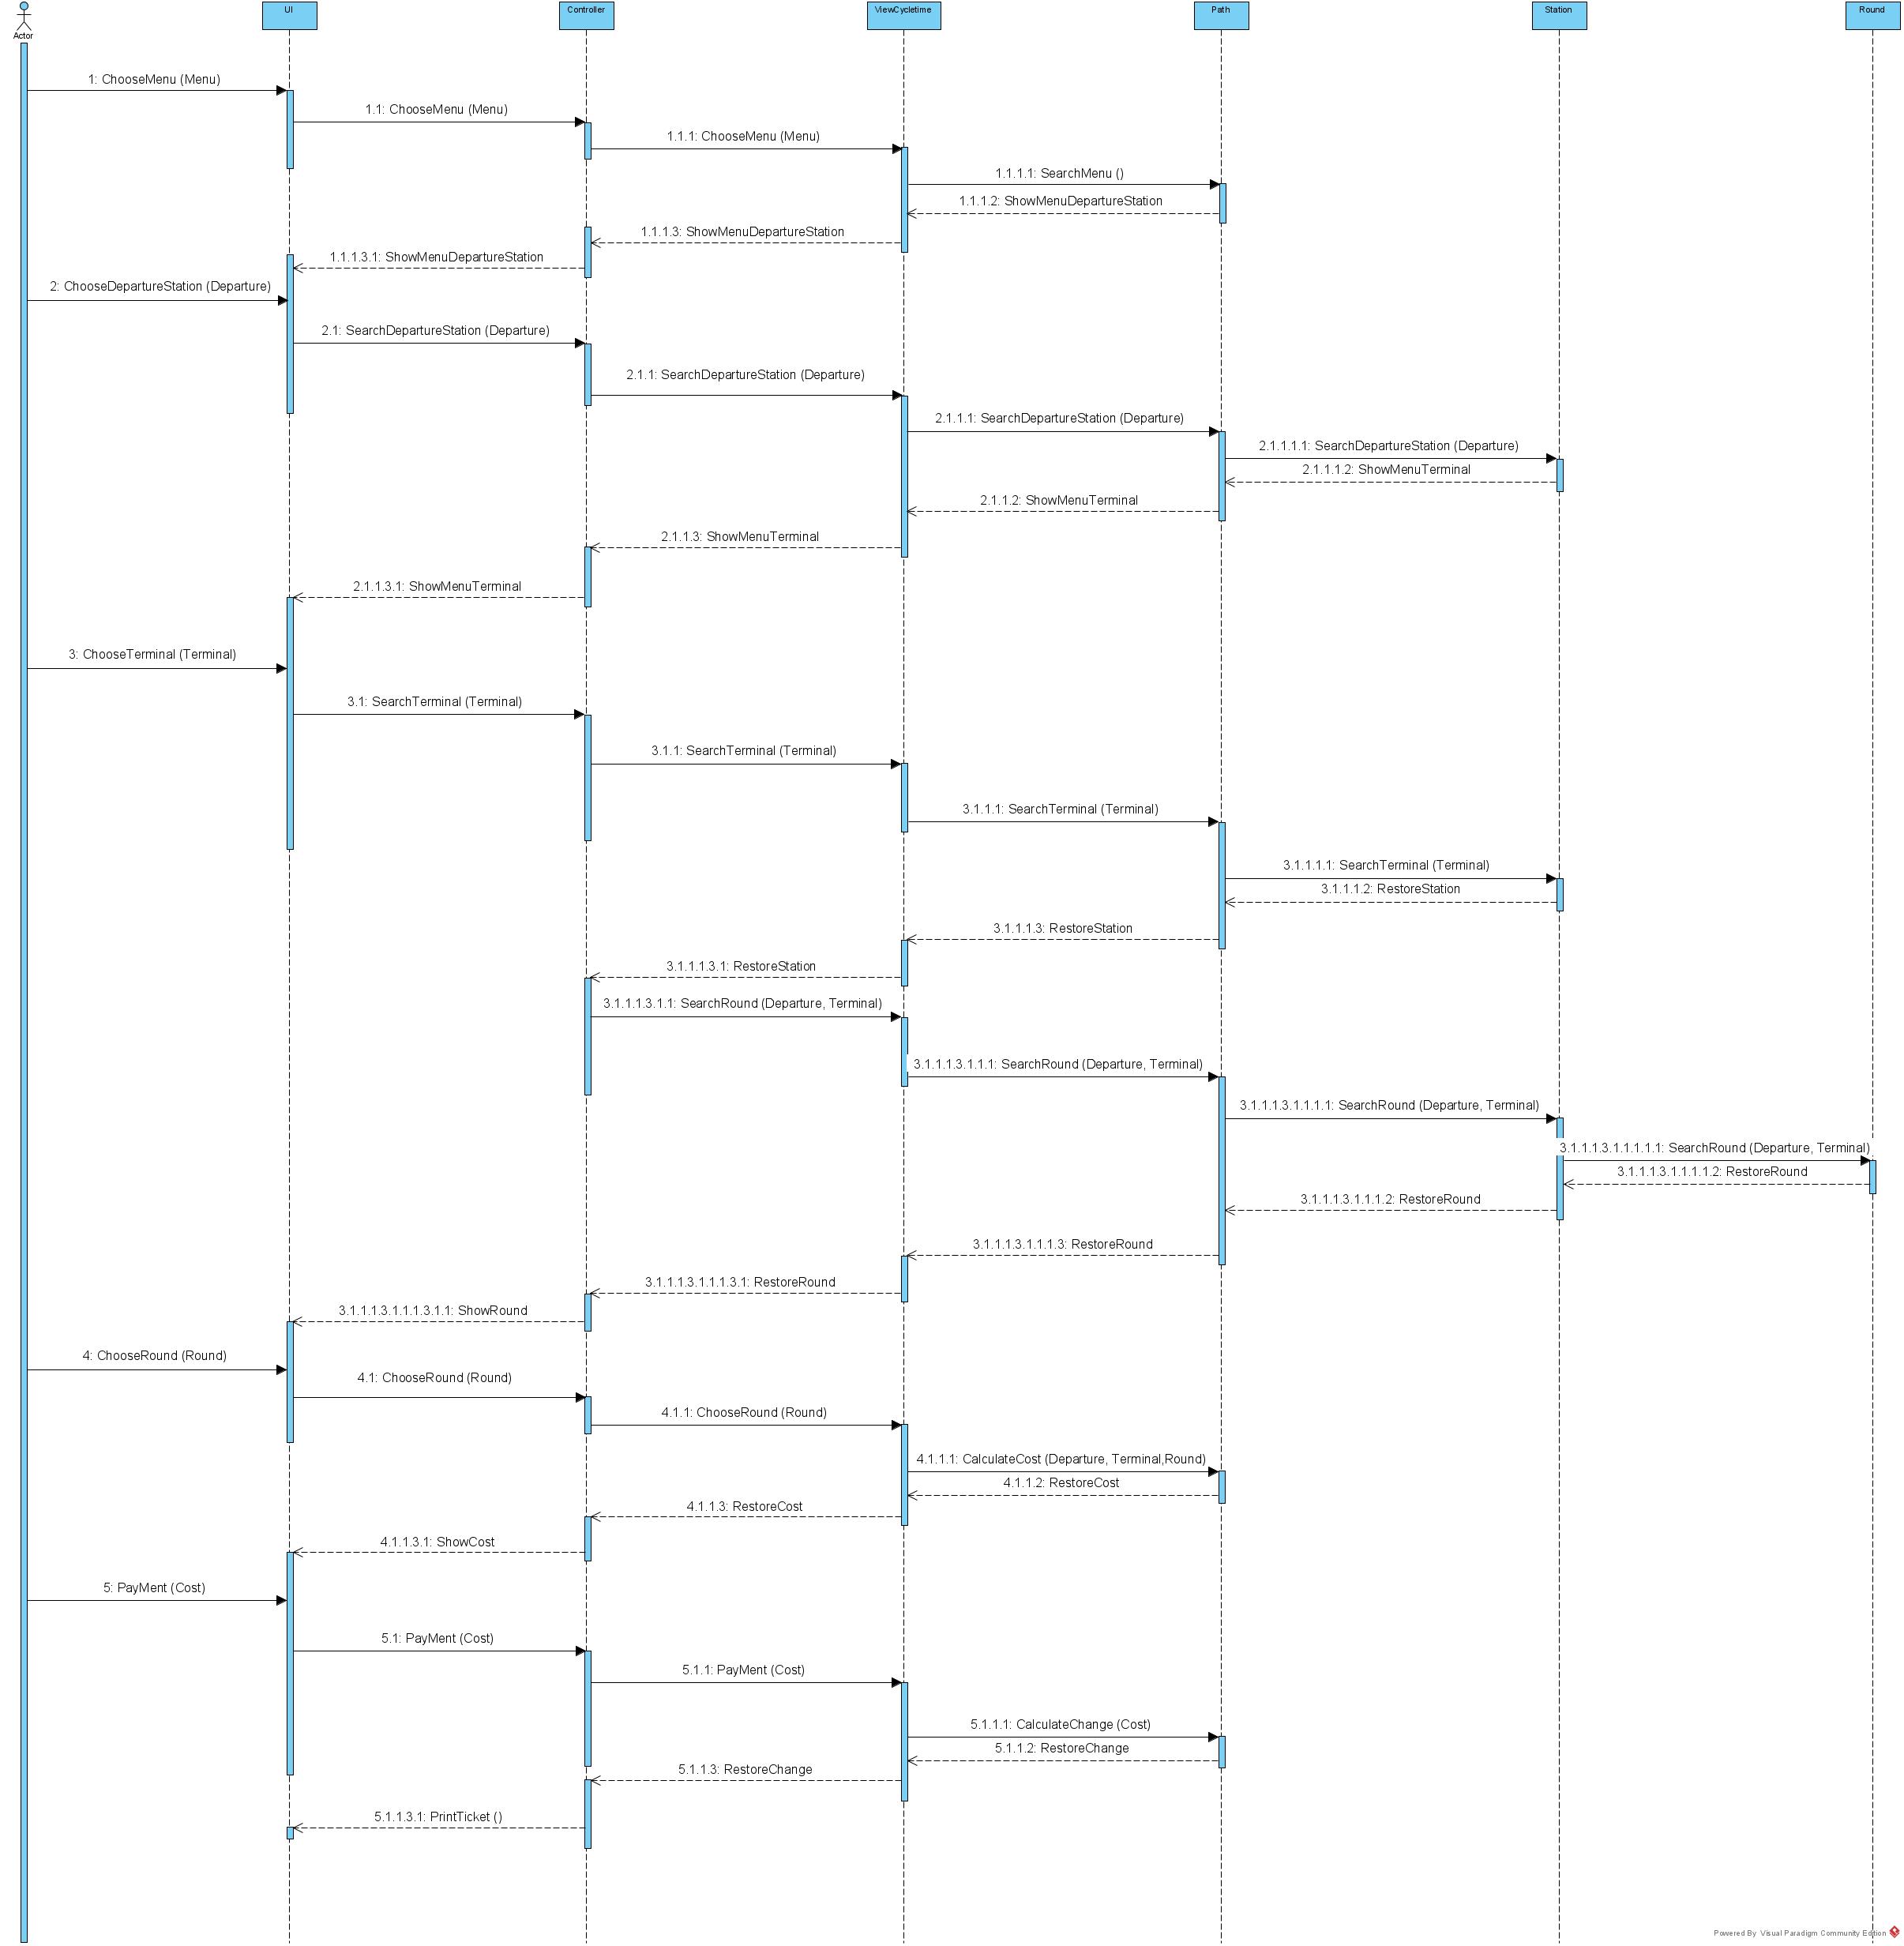 Actor
UI
Controller
ViewCycletime
Path
Station
Round
1: ChooseMenu (Menu)
1.1: ChooseMenu (Menu)
1.1.1: ChooseMenu (Menu)
1.1.1.1: SearchMenu ()
1.1.1.2: ShowMenuDepartureStation
1.1.1.3: ShowMenuDepartureStation
1.1.1.3.1: ShowMenuDepartureStation
2: ChooseDepartureStation (Departure)
2.1: SearchDepartureStation (Departure)
2.1.1: SearchDepartureStation (Departure)
2.1.1.1: SearchDepartureStation (Departure)
2.1.1.1.1: SearchDepartureStation (Departure)
2.1.1.1.2: ShowMenuTerminal
2.1.1.2: ShowMenuTerminal
2.1.1.3: ShowMenuTerminal
2.1.1.3.1: ShowMenuTerminal
3: ChooseTerminal (Terminal)
3.1: SearchTerminal (Terminal)
3.1.1: SearchTerminal (Terminal)
3.1.1.1: SearchTerminal (Terminal)
3.1.1.1.1: SearchTerminal (Terminal)
3.1.1.1.2: RestoreStation
3.1.1.1.3: RestoreStation
3.1.1.1.3.1: RestoreStation
3.1.1.1.3.1.1: SearchRound (Departure, Terminal)
3.1.1.1.3.1.1.1: SearchRound (Departure, Terminal)
3.1.1.1.3.1.1.1.1: SearchRound (Departure, Terminal)
3.1.1.1.3.1.1.1.1.1: SearchRound (Departure, Terminal)
3.1.1.1.3.1.1.1.1.2: RestoreRound
3.1.1.1.3.1.1.1.2: RestoreRound
3.1.1.1.3.1.1.1.3: RestoreRound
3.1.1.1.3.1.1.1.3.1: RestoreRound
3.1.1.1.3.1.1.1.3.1.1: ShowRound
4: ChooseRound (Round)
4.1: ChooseRound (Round)
4.1.1: ChooseRound (Round)
4.1.1.1: CalculateCost (Departure, Terminal,Round)
4.1.1.2: RestoreCost
4.1.1.3: RestoreCost
4.1.1.3.1: ShowCost
5: PayMent (Cost)
5.1: PayMent (Cost)
5.1.1: PayMent (Cost)
5.1.1.1: CalculateChange (Cost)
5.1.1.2: RestoreChange
5.1.1.3: RestoreChange
5.1.1.3.1: PrintTicket ()
Powered By Visual Paradigm Community Edition